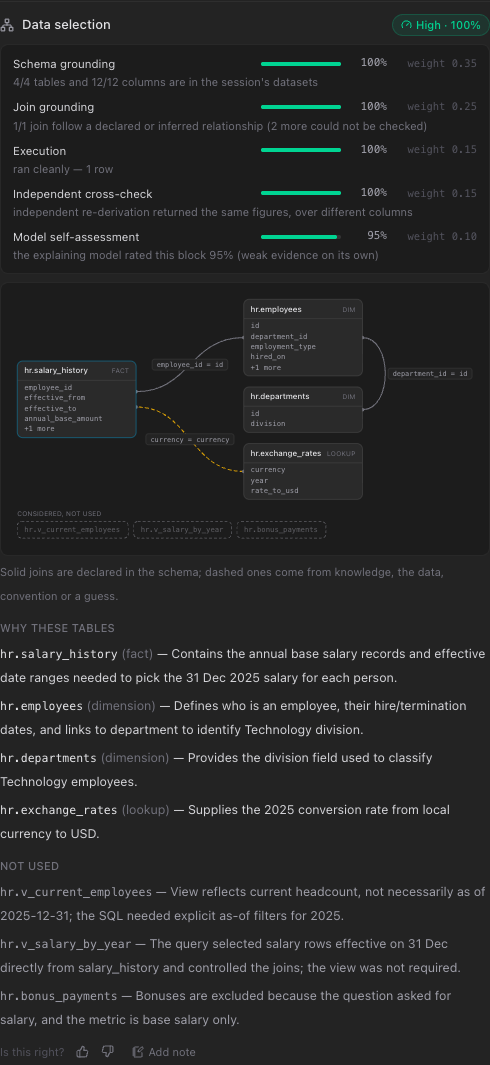 Data selection
High · 100%
Schema grounding 100% weight 0.35
4/4 tables and 12/12 columns are in the session's datasets
Join grounding 100% weight 0.25
1/1 join follow a declared or inferred relationship (2 more could not be checked)
Execution 100% weight 0.15
ran cleanly — 1 row
Independent cross-check 100% weight 0.15
independent re-derivation returned the same figures, over different columns
Model self-assessment 95% weight 0.10
the explaining model rated this block 95% (weak evidence on its own)
hr.employees DIM
id
department_id
employment_type
hired_on
+1 more
hr.salary_history FACT
employee_id
effective_from
effective_to
annual_base_amount
+1 more
employee_id = id
department_id = id
hr.departments DIM
id
division
currency = currency
hr.exchange_rates LOOKUP
currency
year
rate_to_usd
CONSIDERED, NOT USED
hr.v_current_employees
hr.v_salary_by_year
hr.bonus_payments
Solid joins are declared in the schema; dashed ones come from knowledge, the data,
convention or a guess.
WHY THESE TABLES
hr.salary_history (fact) — Contains the annual base salary records and effective
date ranges needed to pick the 31 Dec 2025 salary for each person.
hr.employees (dimension) — Defines who is an employee, their hire/termination
dates, and links to department to identify Technology division.
hr.departments (dimension) — Provides the division field used to classify
Technology employees.
hr.exchange_rates (lookup) — Supplies the 2025 conversion rate from local
currency to USD.
NOT USED
hr.v_current_employees — View reflects current headcount, not necessarily as of
2025-12-31; the SQL needed explicit as-of filters for 2025.
hr.v_salary_by_year — The query selected salary rows effective on 31 Dec
directly from salary_history and controlled the joins; the view was not required.
hr.bonus_payments — Bonuses are excluded because the question asked for
salary, and the metric is base salary only.
Is this right?
Add note